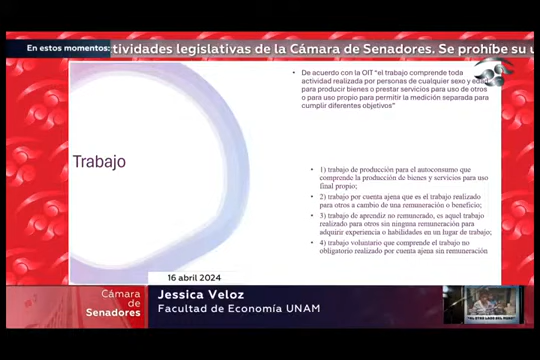 En estos momentos: tividades legislativas de la Cámara de Senadores. Se prohíbe su u
• De acuerdo con la OIT "el trabajo comprende toda
actividad realizada por personas de cualquier sexo y edad
para producir bienes o prestar servicios para uso de otros
o para uso propio para permitir la medición separada para
cumplir diferentes objetivos"
Trabajo
• 1) trabajo de producción para el autoconsumo que
comprende la producción de bienes y servicios para uso
final propio;
• 2) trabajo por cuenta ajena que es el trabajo realizado
para otros a cambio de una remuneración o beneficio;
• 3) trabajo de aprendiz no remunerado, es aquel trabajo
realizado para otros sin ninguna remuneración para
adquirir experiencia o habilidades en un lugar de trabajo;
• 4) trabajo voluntario que comprende el trabajo no
obligatorio realizado por cuenta ajena sin remuneración
16 abril 2024
Cámara
de
Senadores
Jessica Veloz
Facultad de Economía UNAM
"AL OTRO LADO DEL MURO"